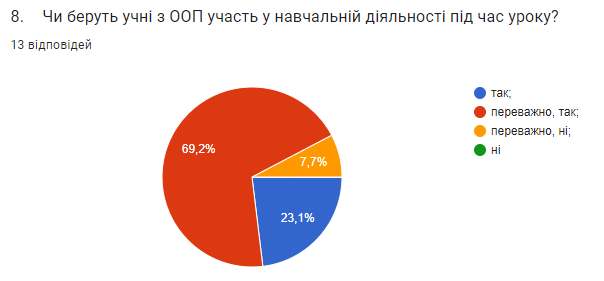 8. Чи беруть учні з ООП участь у навчальній діяльності під час уроку?
13 відповідей
так;
переважно, так;
переважно, ні;
ні
69,2%
7,7%
23,1%